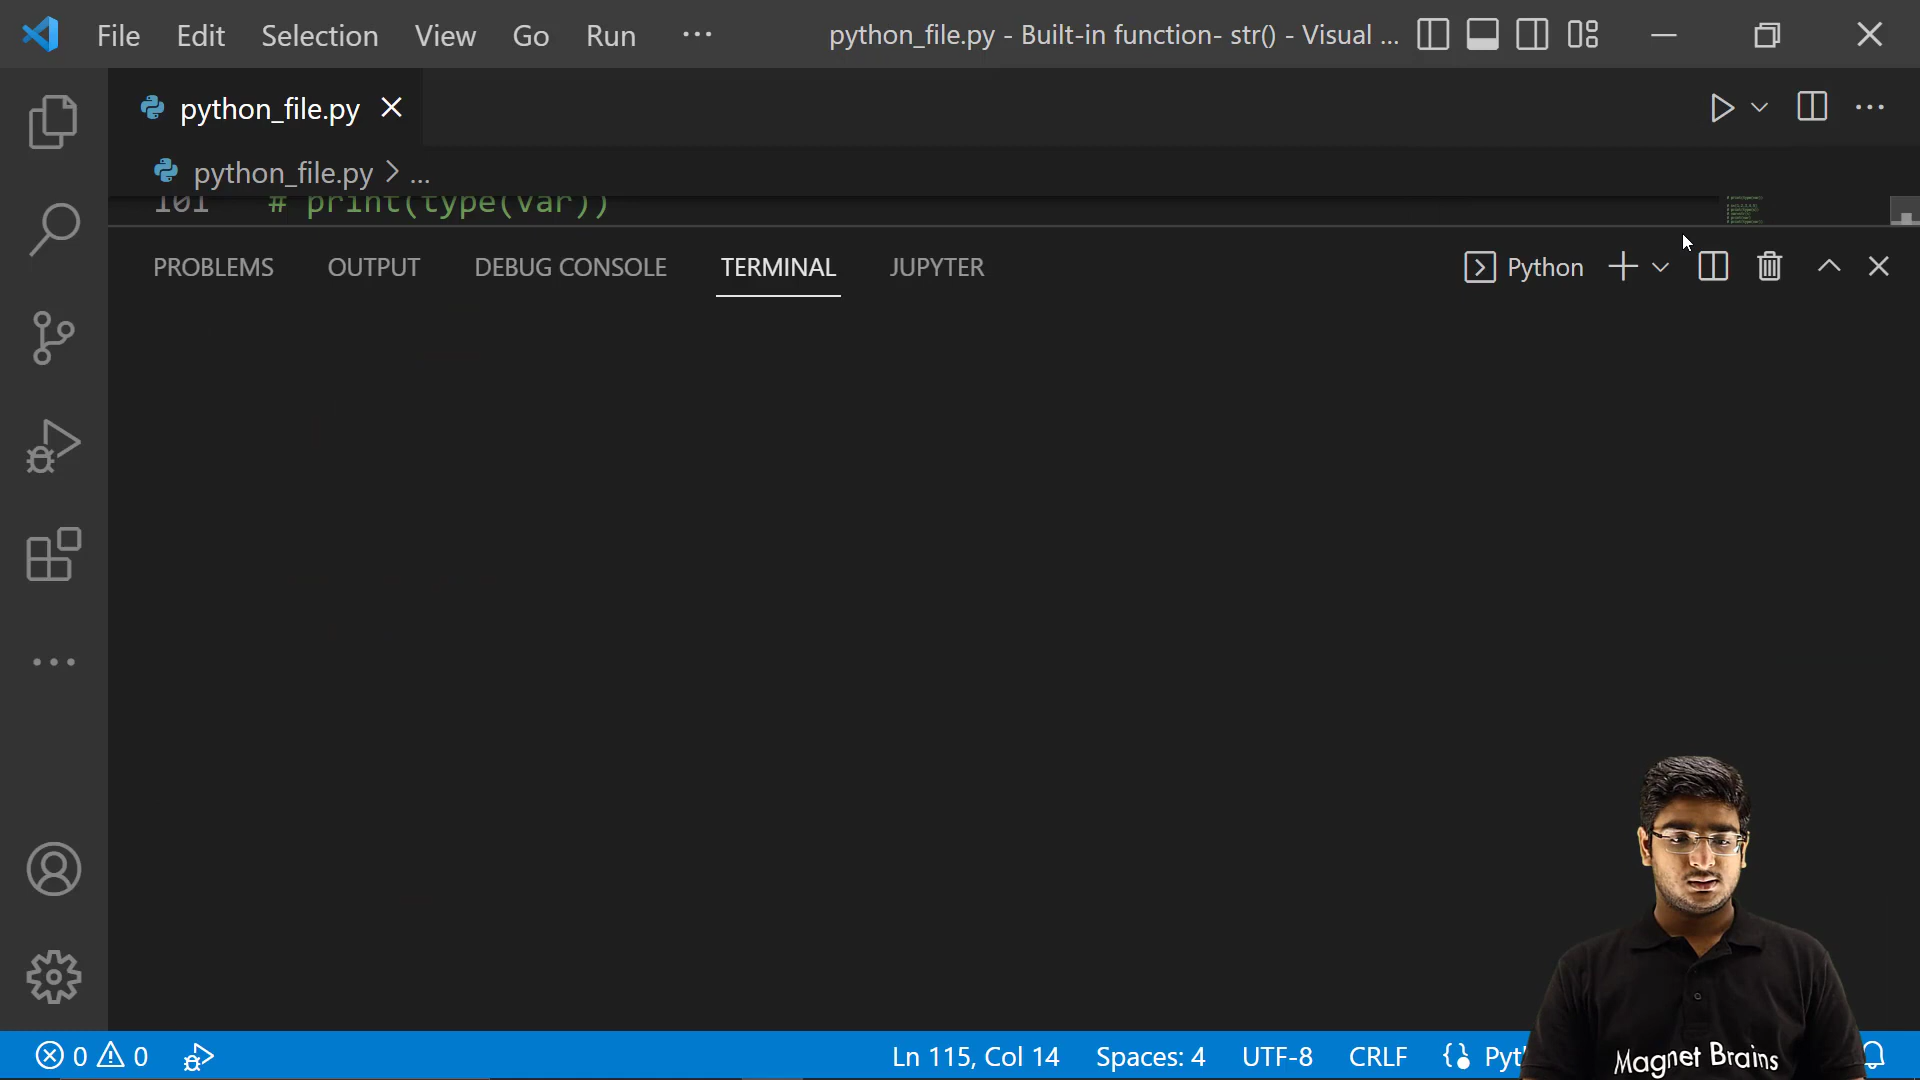 File Edit Selection View Go Run ... python_file.py - Built-in function- str() - Visual ...
python_file.py
python_file.py > ...
101 # print(type(var))
PROBLEMS OUTPUT DEBUG CONSOLE TERMINAL JUPYTER Python
0 0 Ln 115, Col 14 Spaces: 4 UTF-8 CRLF
Magnet Brains